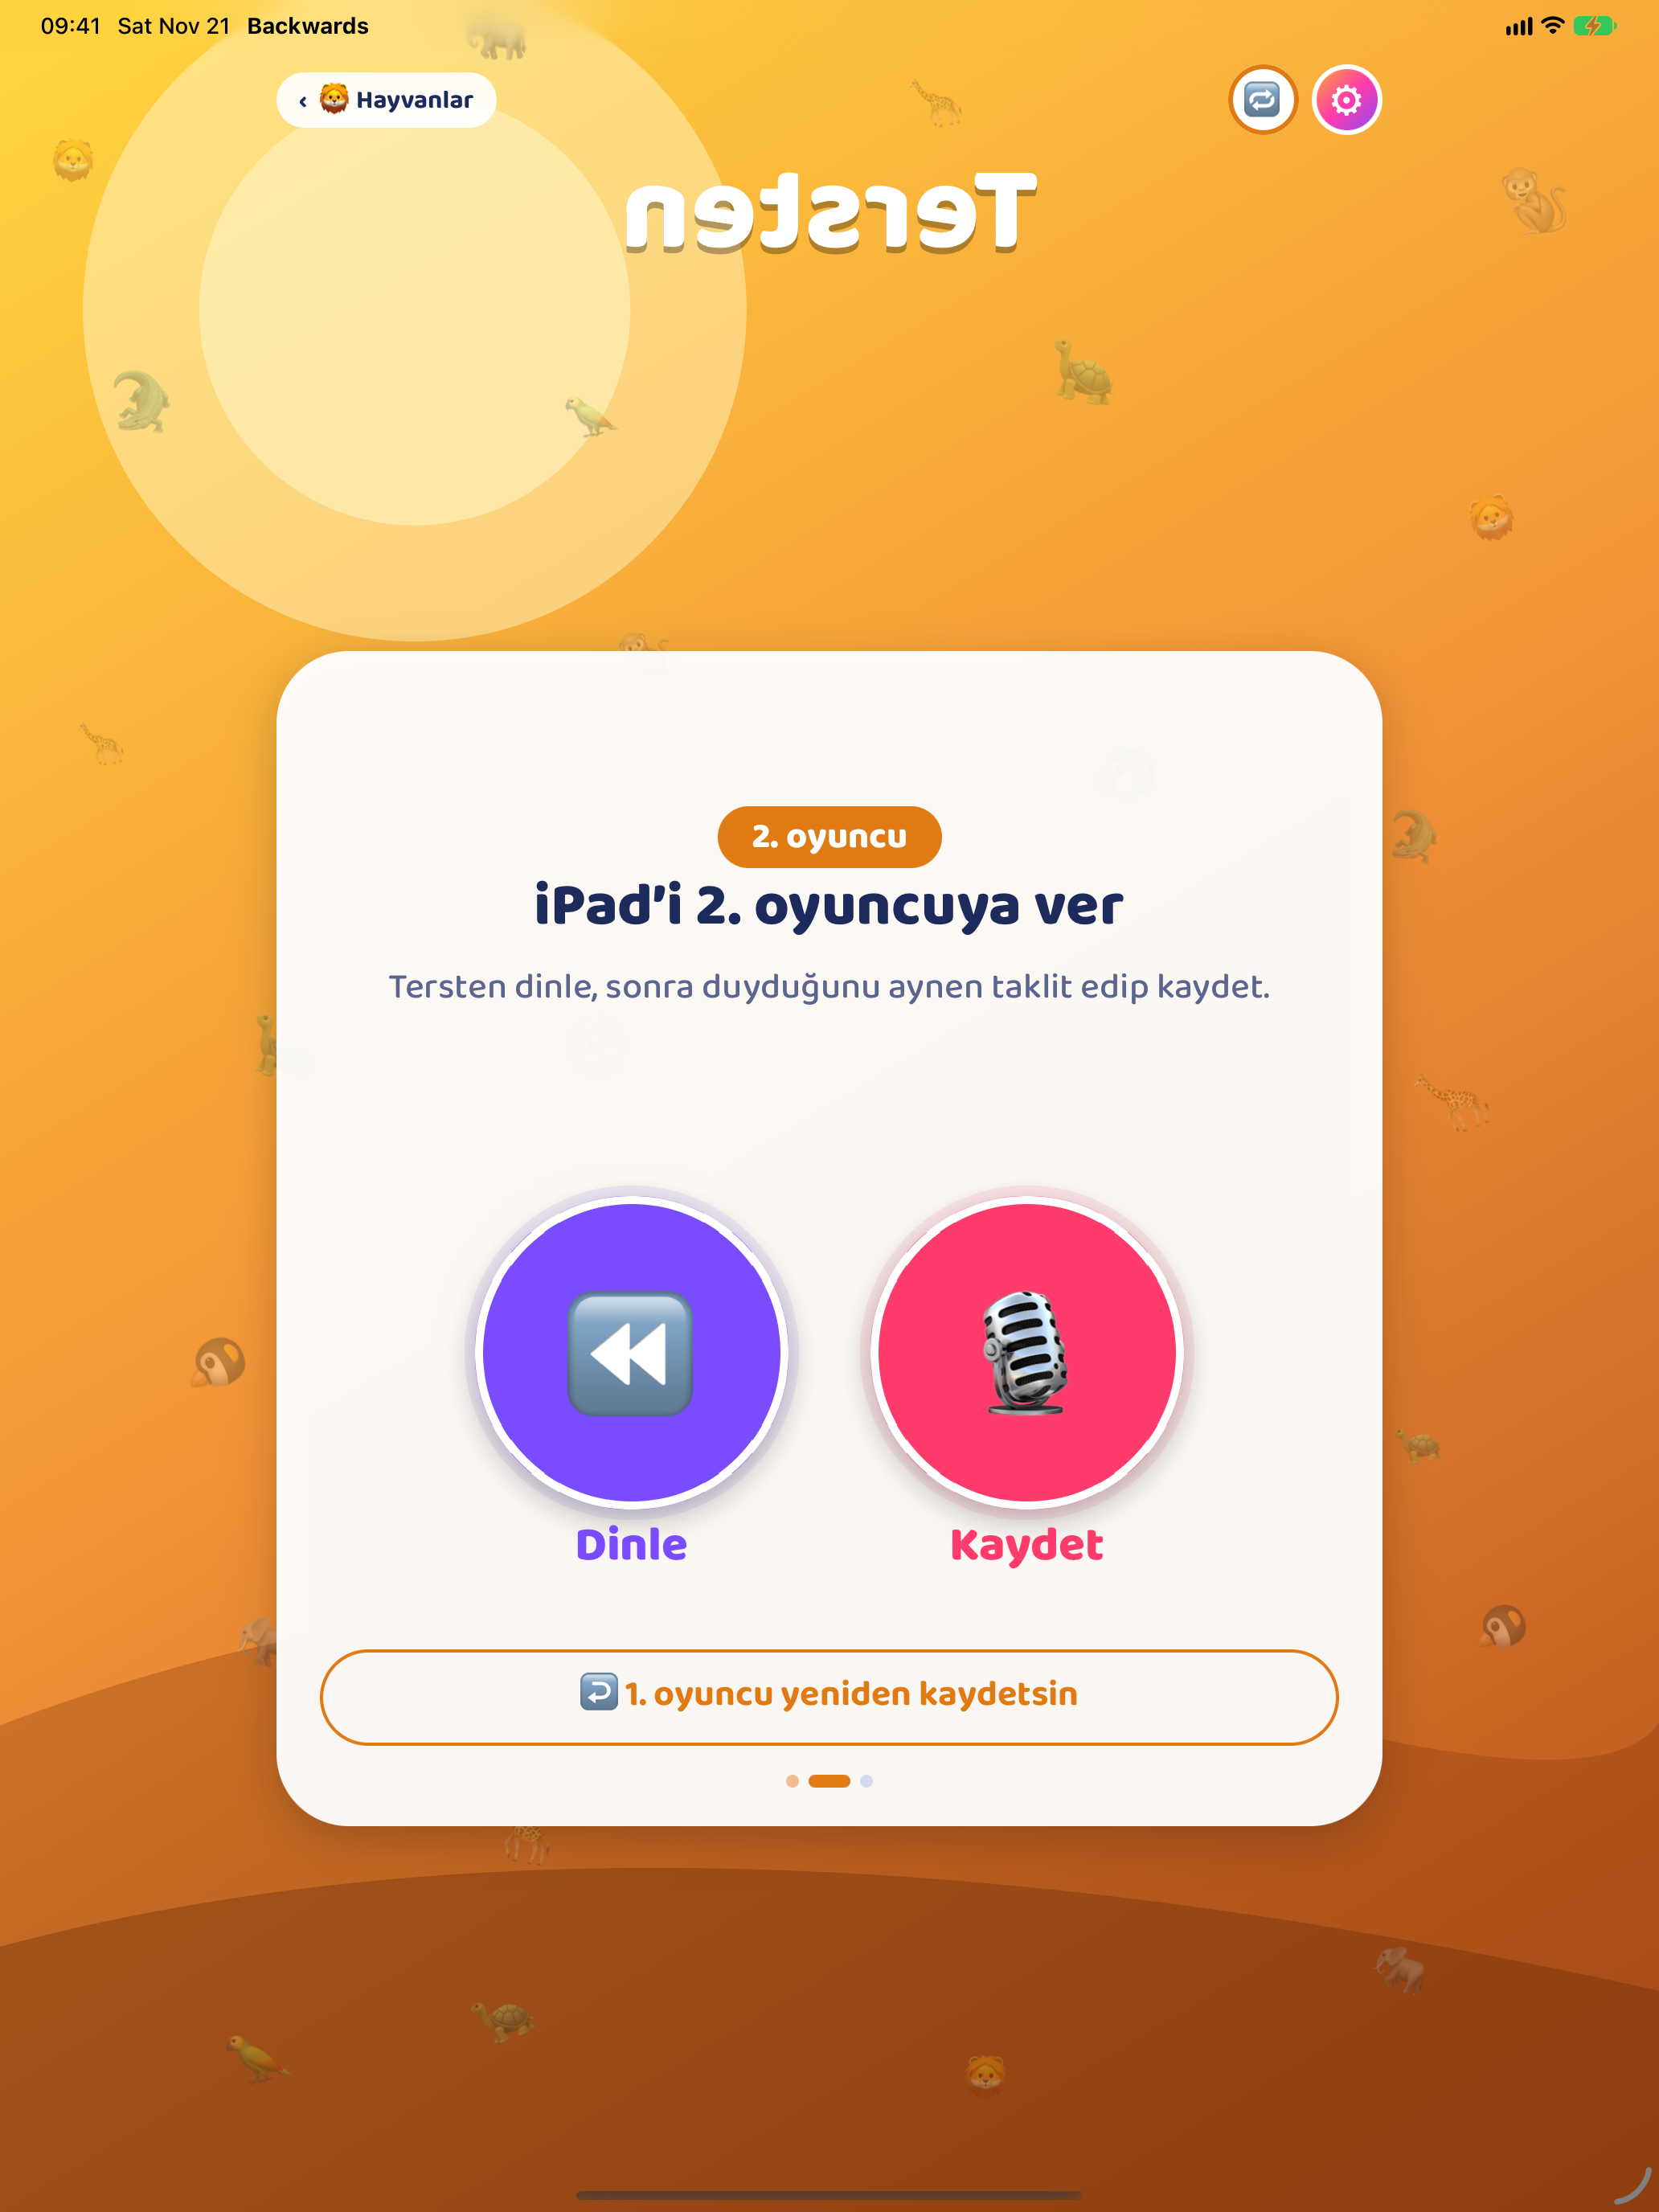 09:41 Sat Nov 21 Backwards
‹ 🦁 Hayvanlar
Tersten
2. oyuncu
iPad'i 2. oyuncuya ver
Tersten dinle, sonra duyduğunu aynen taklit edip kaydet.
Dinle
Kaydet
↩️ 1. oyuncu yeniden kaydetsin